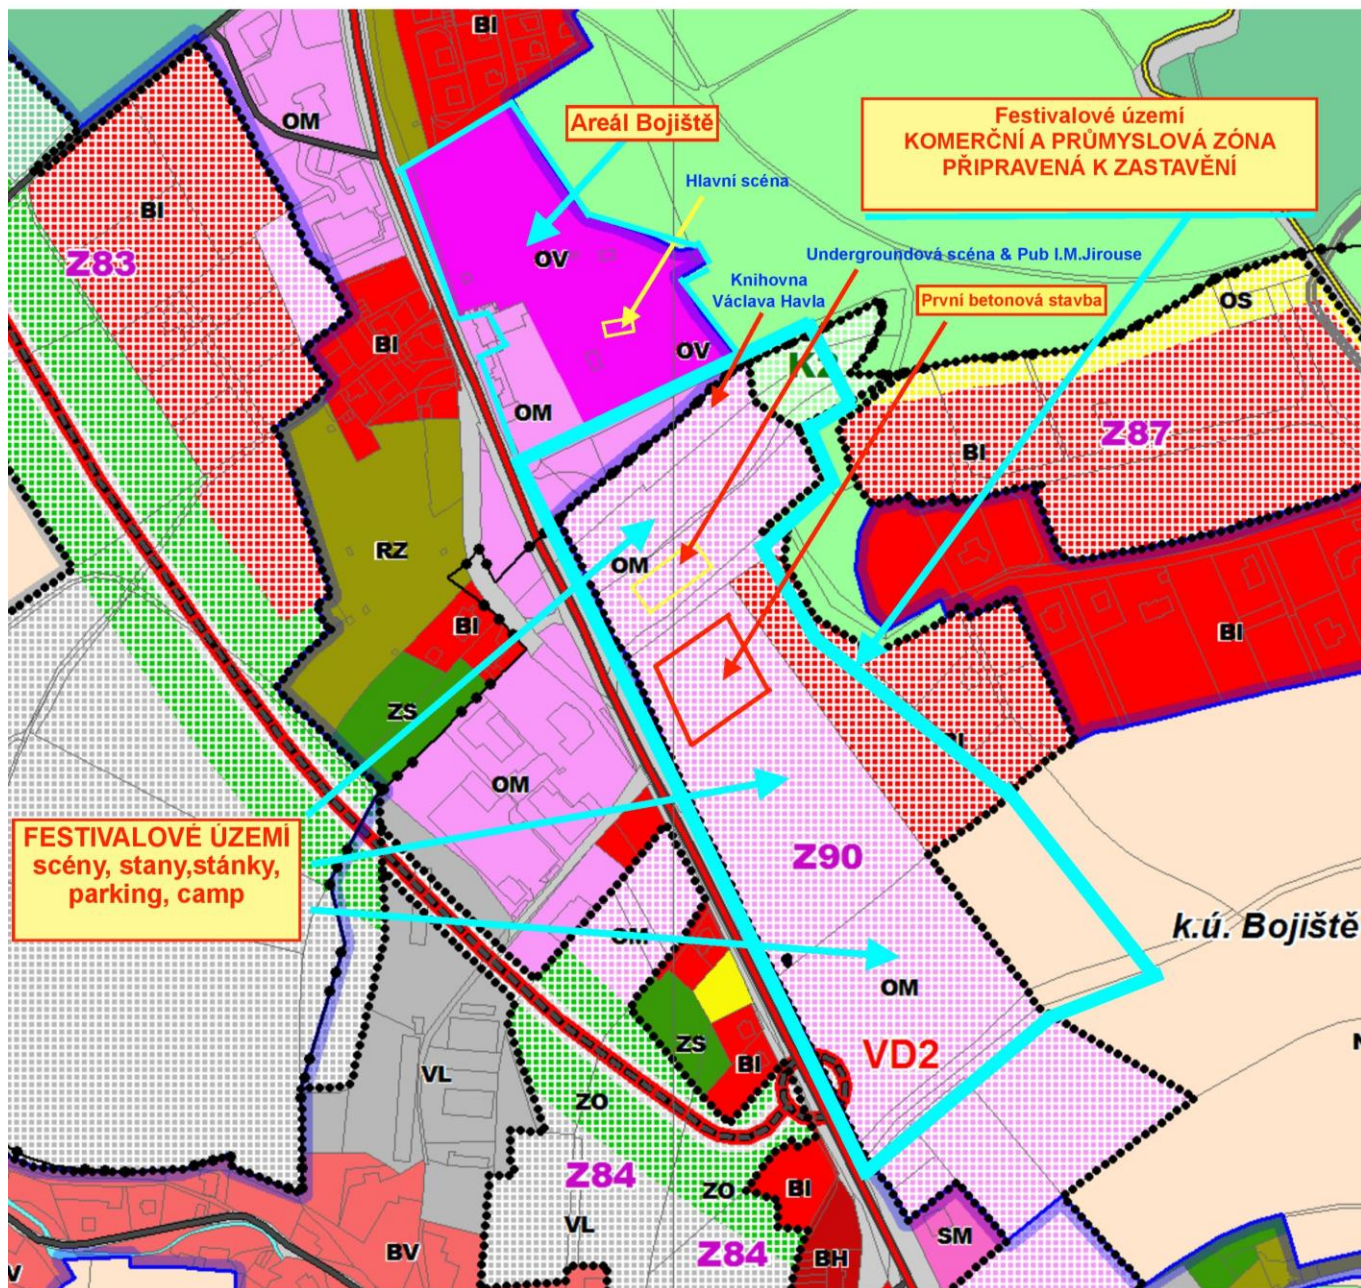 BI
OM
Areál Bojiště
Festivalové území
KOMERČNÍ A PRŮMYSLOVÁ ZÓNA
PŘIPRAVENÁ K ZASTAVĚNÍ
Hlavní scéna
BI
Z83
OV
Undergroundová scéna & Pub I.M.Jirouse
Knihovna
Václava Havla
První betonová stavba
OS
BI
OV
K2
OM
Z87
BI
RZ
OM
BI
BI
ZS
BI
OM
FESTIVALOVÉ ÚZEMÍ
scény, stany,stánky,
parking, camp
Z90
k.ú. Bojiště
OM
OM
ZS
BI
VD2
N
VL
ZO
Z84
ZO
BI
VL
BV
Z84
BH
SM
V